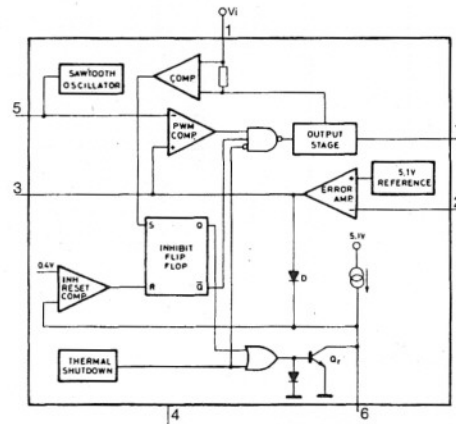 Vi
1
SAWTOOTH
OSCILLATOR
COMP.
5
-
PWM
COMP.
+
OUTPUT
STAGE
3
+
ERROR
AMP.
-
5,1V
REFERENCE
2
S
Q
INHIBIT
FLIP
FLOP
R
Q
5,1V
D
0.4V
INH
RESET
COMP.
THERMAL
SHUTDOWN
Qr
4
6